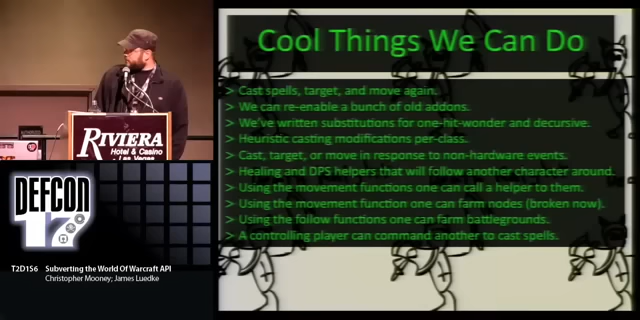 Cool Things We Can Do
> Cast spells, target, and move again.
> We can re-enable a bunch of old addons.
> We've written substitutions for one-hit-wonder and decursive.
> Heuristic casting modifications per-class.
> Cast, target, or move in response to non-hardware events.
> Healing and DPS helpers that will follow another character around.
> Using the movement functions one can call a helper to them.
> Using the movement function one can farm nodes (broken now).
> Using the follow functions one can farm battlegrounds.
> A controlling player can command another to cast spells.
RIVIERA
Hotel & Casino
Las Vegas
DEFCON
17
T2D1S6 Subverting the World Of Warcraft API
Christopher Mooney; James Luedke